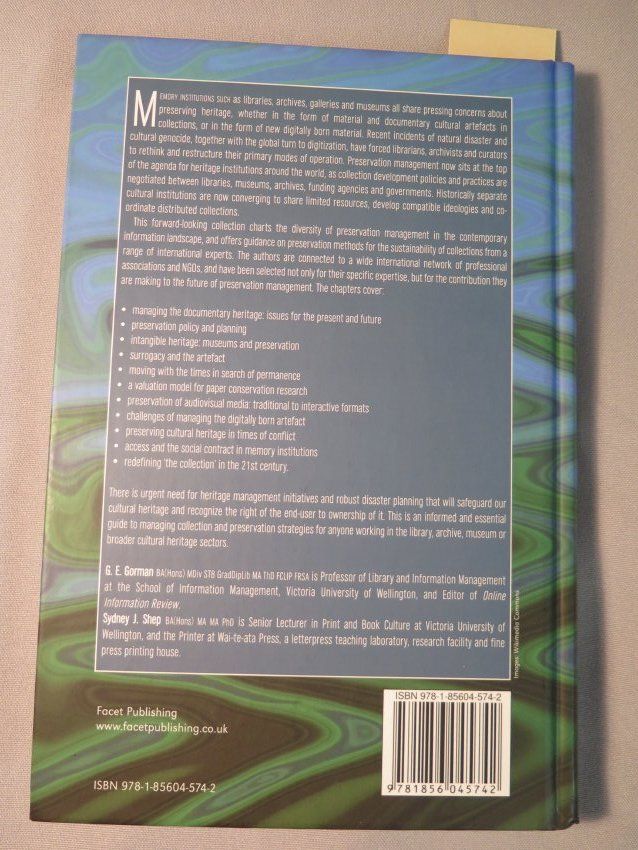 MEMORY INSTITUTIONS SUCH as libraries, archives, galleries and museums all share pressing concerns about
preserving heritage, whether in the form of material and documentary cultural artefacts in
collections, or in the form of new digitally born material. Recent incidents of natural disaster and
cultural genocide, together with the global turn to digitization, have forced librarians, archivists and curators
to rethink and restructure their primary modes of operation. Preservation management now sits at the top
of the agenda for heritage institutions around the world, as collection development policies and practices are
negotiated between libraries, museums, archives, funding agencies and governments. Historically separate
cultural institutions are now converging to share limited resources, develop compatible ideologies and co-
ordinate distributed collections.
This forward-looking collection charts the diversity of preservation management in the contemporary
information landscape, and offers guidance on preservation methods for the sustainability of collections from a
range of international experts. The authors are connected to a wide international network of professional
associations and NGOs, and have been selected not only for their specific expertise, but for the contribution they
are making to the future of preservation management. The chapters cover:
• managing the documentary heritage: issues for the present and future
• preservation policy and planning
• intangible heritage: museums and preservation
• surrogacy and the artefact
• moving with the times in search of permanence
• a valuation model for paper conservation research
• preservation of audiovisual media: traditional to interactive formats
• challenges of managing the digitally born artefact
• preserving cultural heritage in times of conflict
• access and the social contract in memory institutions
• redefining 'the collection' in the 21st century.
There is urgent need for heritage management initiatives and robust disaster planning that will safeguard our
cultural heritage and recognize the right of the end-user to ownership of it. This is an informed and essential
guide to managing collection and preservation strategies for anyone working in the library, archive, museum or
broader cultural heritage sectors.
G. E. Gorman BA(Hons) MDiv STB GradDipLib MA ThD FCLIP FRSA is Professor of Library and Information Management
at the School of Information Management, Victoria University of Wellington, and Editor of Online
Information Review.
Sydney J. Shep BA(Hons) MA MA PhD is Senior Lecturer in Print and Book Culture at Victoria University of
Wellington, and the Printer at Wai-te-ata Press, a letterpress teaching laboratory, research facility and fine
press printing house.
Images: Wikimedia Commons
Facet Publishing
www.facetpublishing.co.uk
ISBN 978-1-85604-574-2
ISBN 978-1-85604-574-2
9 781856 045742